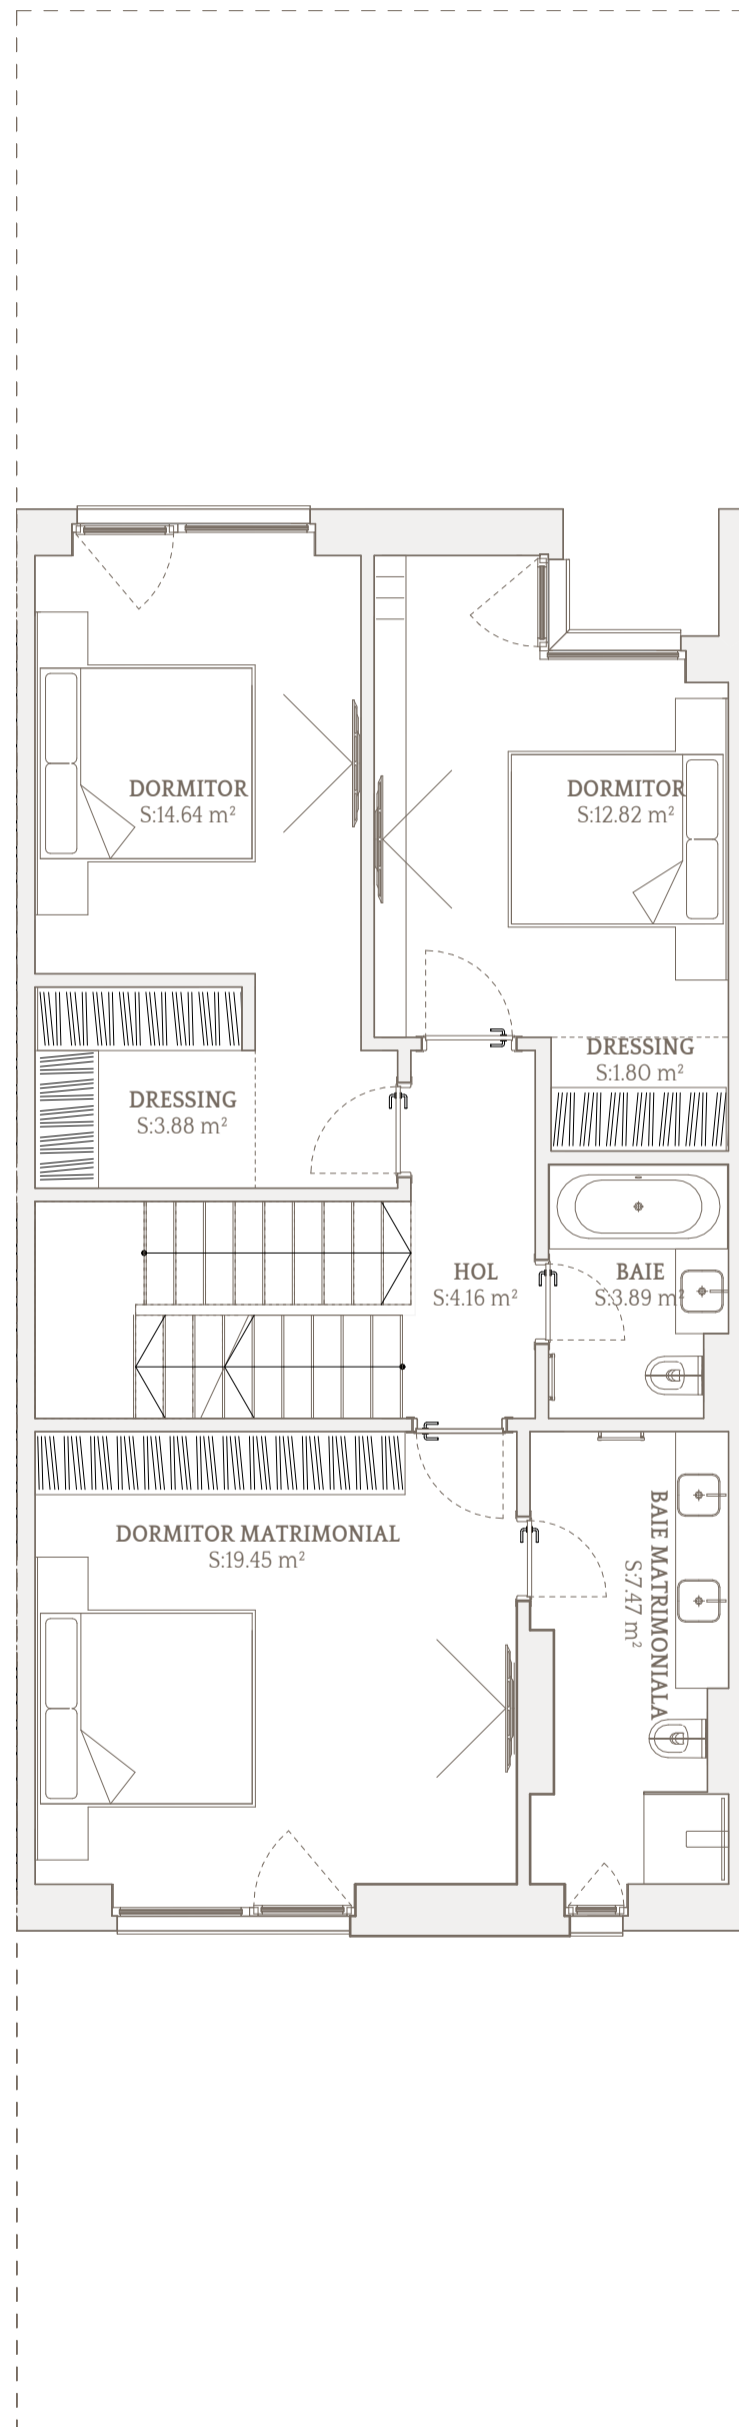 DORMITOR
S:14.64 m²
DORMITOR
S:12.82 m²
DRESSING
S:1.80 m²
DRESSING
S:3.88 m²
HOL
S:4.16 m²
BAIE
S:3.89 m²
DORMITOR MATRIMONIAL
S:19.45 m²
BAIE MATRIMONIALA
S:7.47 m²